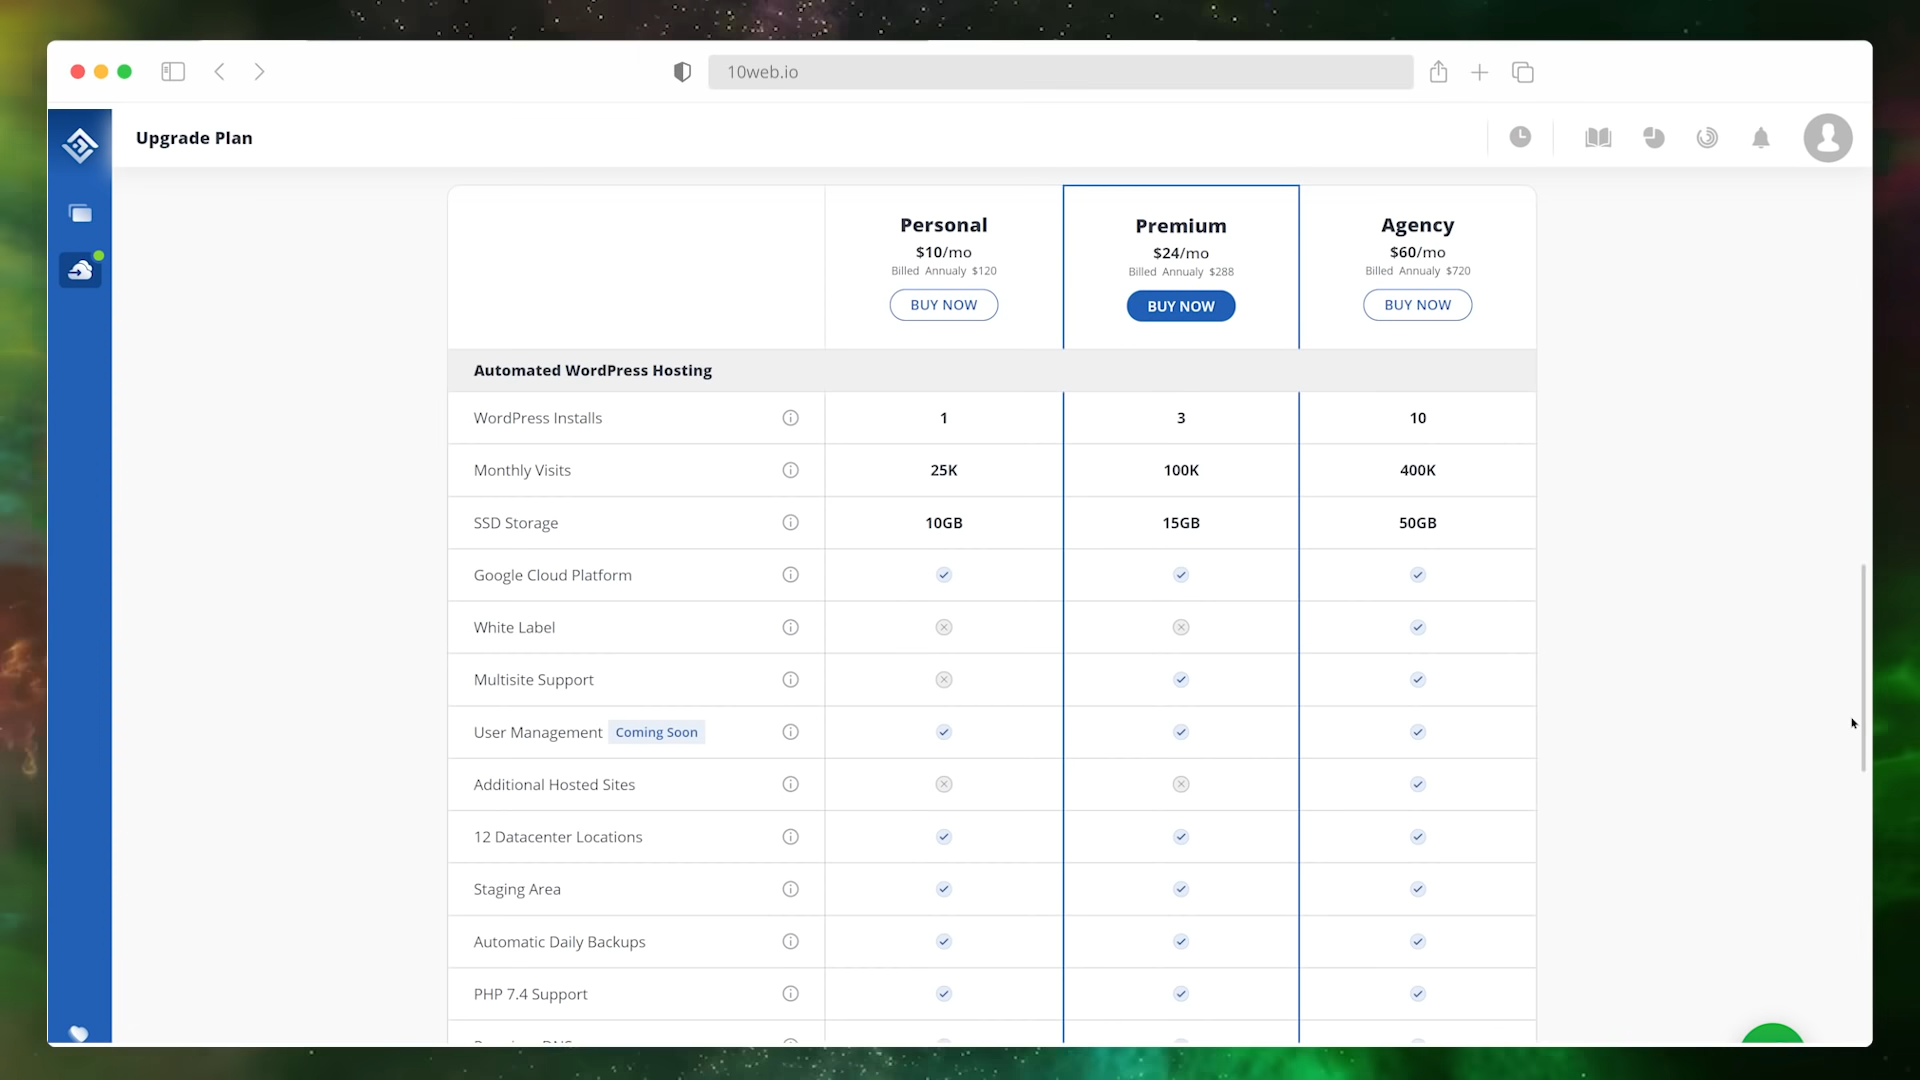 10web.io
Upgrade Plan
Personal
$10/mo
Billed Annualy $120
BUY NOW
Premium
$24/mo
Billed Annualy $288
BUY NOW
Agency
$60/mo
Billed Annualy $720
BUY NOW
Automated WordPress Hosting
WordPress Installs 1 3 10
Monthly Visits 25K 100K 400K
SSD Storage 10GB 15GB 50GB
Google Cloud Platform
White Label
Multisite Support
User Management Coming Soon
Additional Hosted Sites
12 Datacenter Locations
Staging Area
Automatic Daily Backups
PHP 7.4 Support